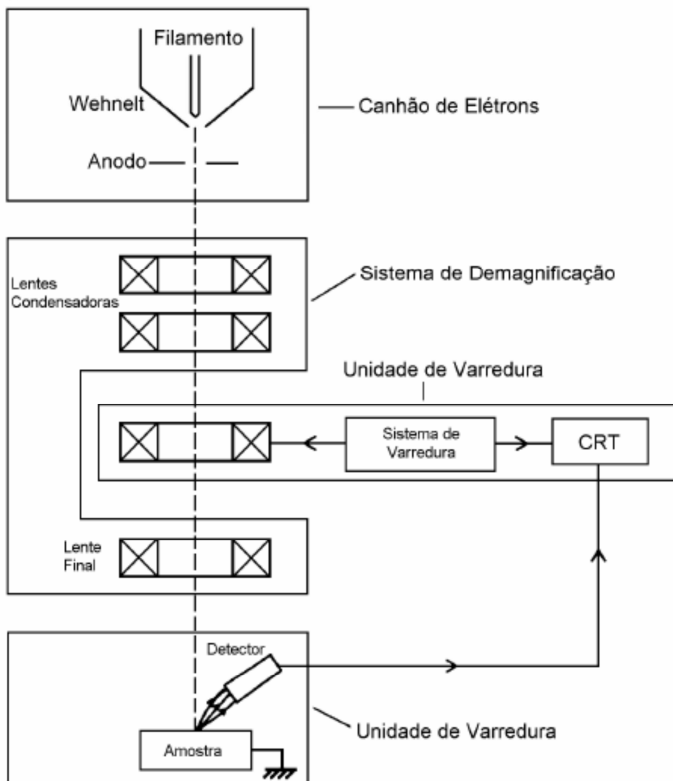 Filamento
Wehnelt
Canhão de Elétrons
Anodo
Lentes
Condensadoras
Sistema de Demagnificação
Unidade de Varredura
Sistema de
Varredura
CRT
Lente
Final
Detector
Unidade de Varredura
Amostra